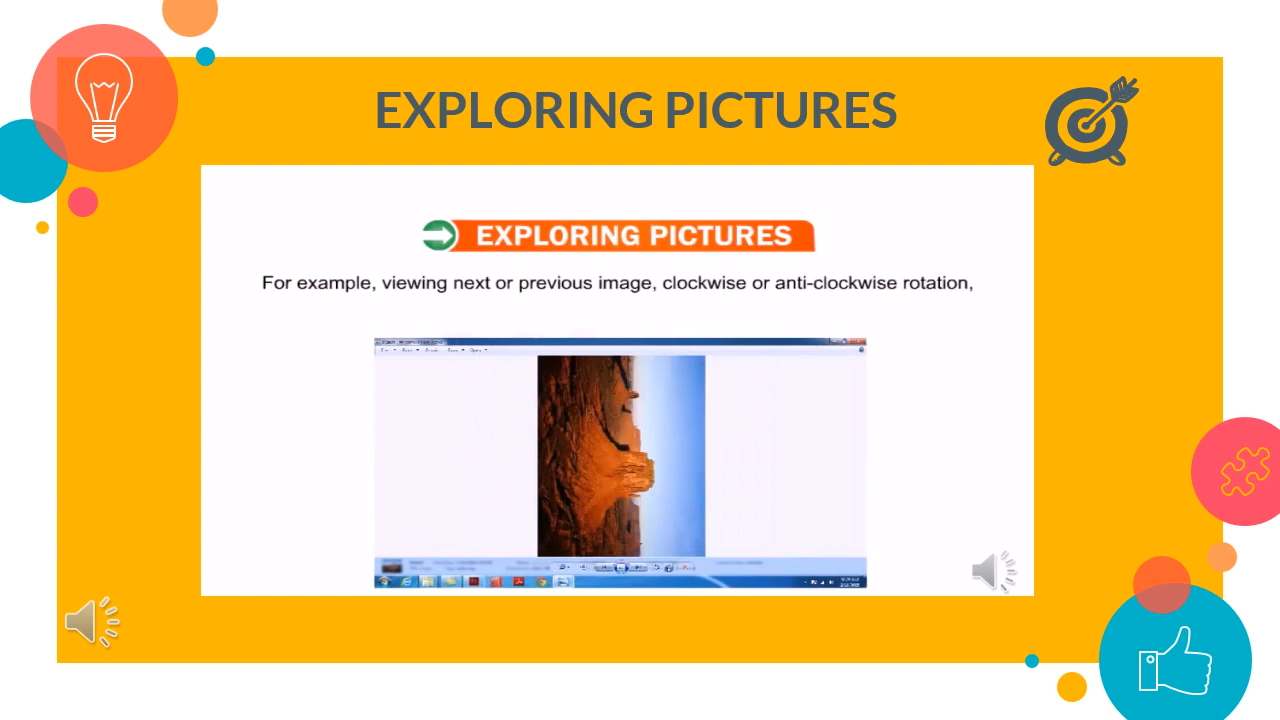 EXPLORING PICTURES
EXPLORING PICTURES
For example, viewing next or previous image, clockwise or anti-clockwise rotation,